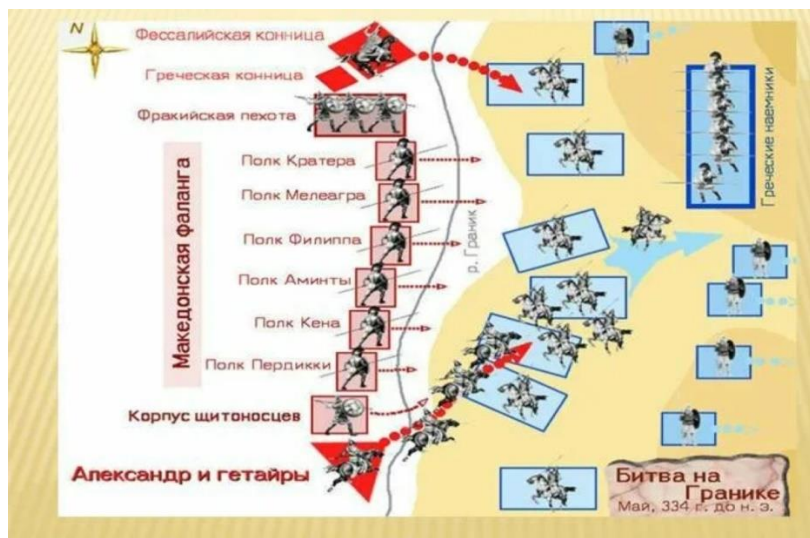 N
Фессалийская конница
Греческая конница
Фракийская пехота
Македонская фаланга
Полк Кратера
Полк Мелеагра
Полк Филиппа
Полк Аминты
Полк Кена
Полк Пердикки
Корпус щитоносцев
Александр и гетайры
р. Граник
Греческие наемники
Битва на
Гранике
Май, 334 г. до н. э.